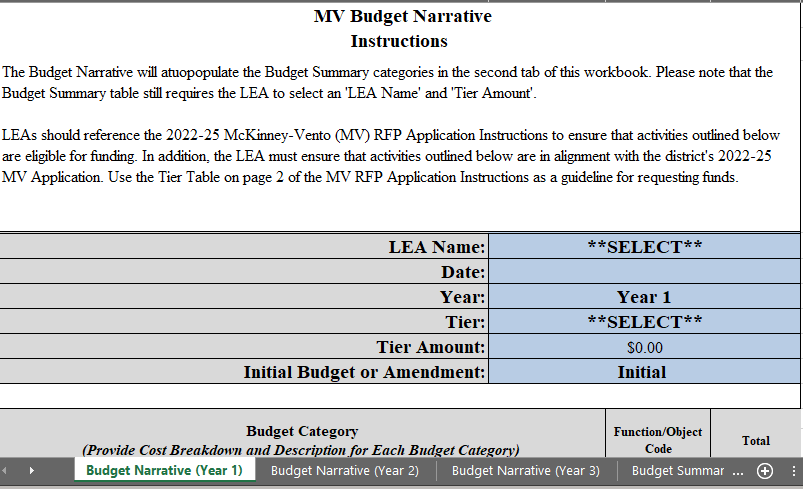 MV Budget Narrative
Instructions
The Budget Narrative will atuopopulate the Budget Summary categories in the second tab of this workbook. Please note that the
Budget Summary table still requires the LEA to select an 'LEA Name' and 'Tier Amount'.
LEAs should reference the 2022-25 McKinney-Vento (MV) RFP Application Instructions to ensure that activities outlined below
are eligible for funding. In addition, the LEA must ensure that activities outlined below are in alignment with the district's 2022-25
MV Application. Use the Tier Table on page 2 of the MV RFP Application Instructions as a guideline for requesting funds.
LEA Name: **SELECT**
Date:
Year: Year 1
Tier: **SELECT**
Tier Amount: $0.00
Initial Budget or Amendment: Initial
Budget Category
(Provide Cost Breakdown and Description for Each Budget Category)
Function/Object
Code
Total
Budget Narrative (Year 1) Budget Narrative (Year 2) Budget Narrative (Year 3) Budget Summar ...